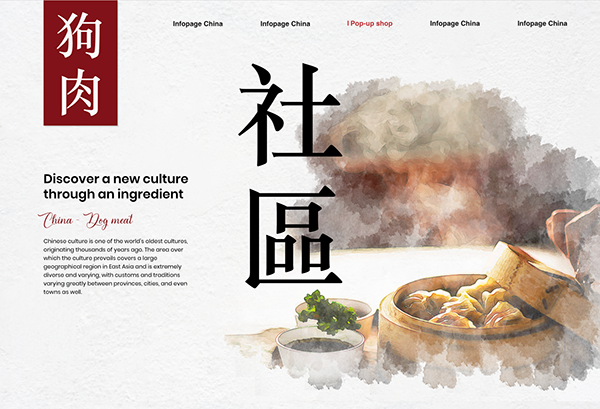 狗肉
Infopage China
Infopage China
I Pop-up shop
Infopage China
Infopage China
社區
Discover a new culture
through an ingredient
China - Dog meat
Chinese culture is one of the world's oldest cultures,
originating thousands of years ago. The area over
which the culture prevails covers a large
geographical region in East Asia and is extremely
diverse and varying, with customs and traditions
varying greatly between provinces, cities, and even
towns as well.